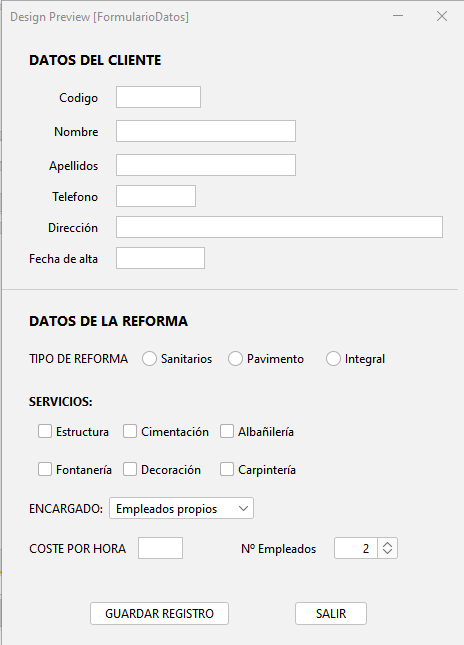 Design Preview [FormularioDatos]
DATOS DEL CLIENTE
Codigo
Nombre
Apellidos
Telefono
Dirección
Fecha de alta
DATOS DE LA REFORMA
TIPO DE REFORMA Sanitarios Pavimento Integral
SERVICIOS:
Estructura Cimentación Albañilería
Fontanería Decoración Carpintería
ENCARGADO: Empleados propios
COSTE POR HORA Nº Empleados 2
GUARDAR REGISTRO SALIR